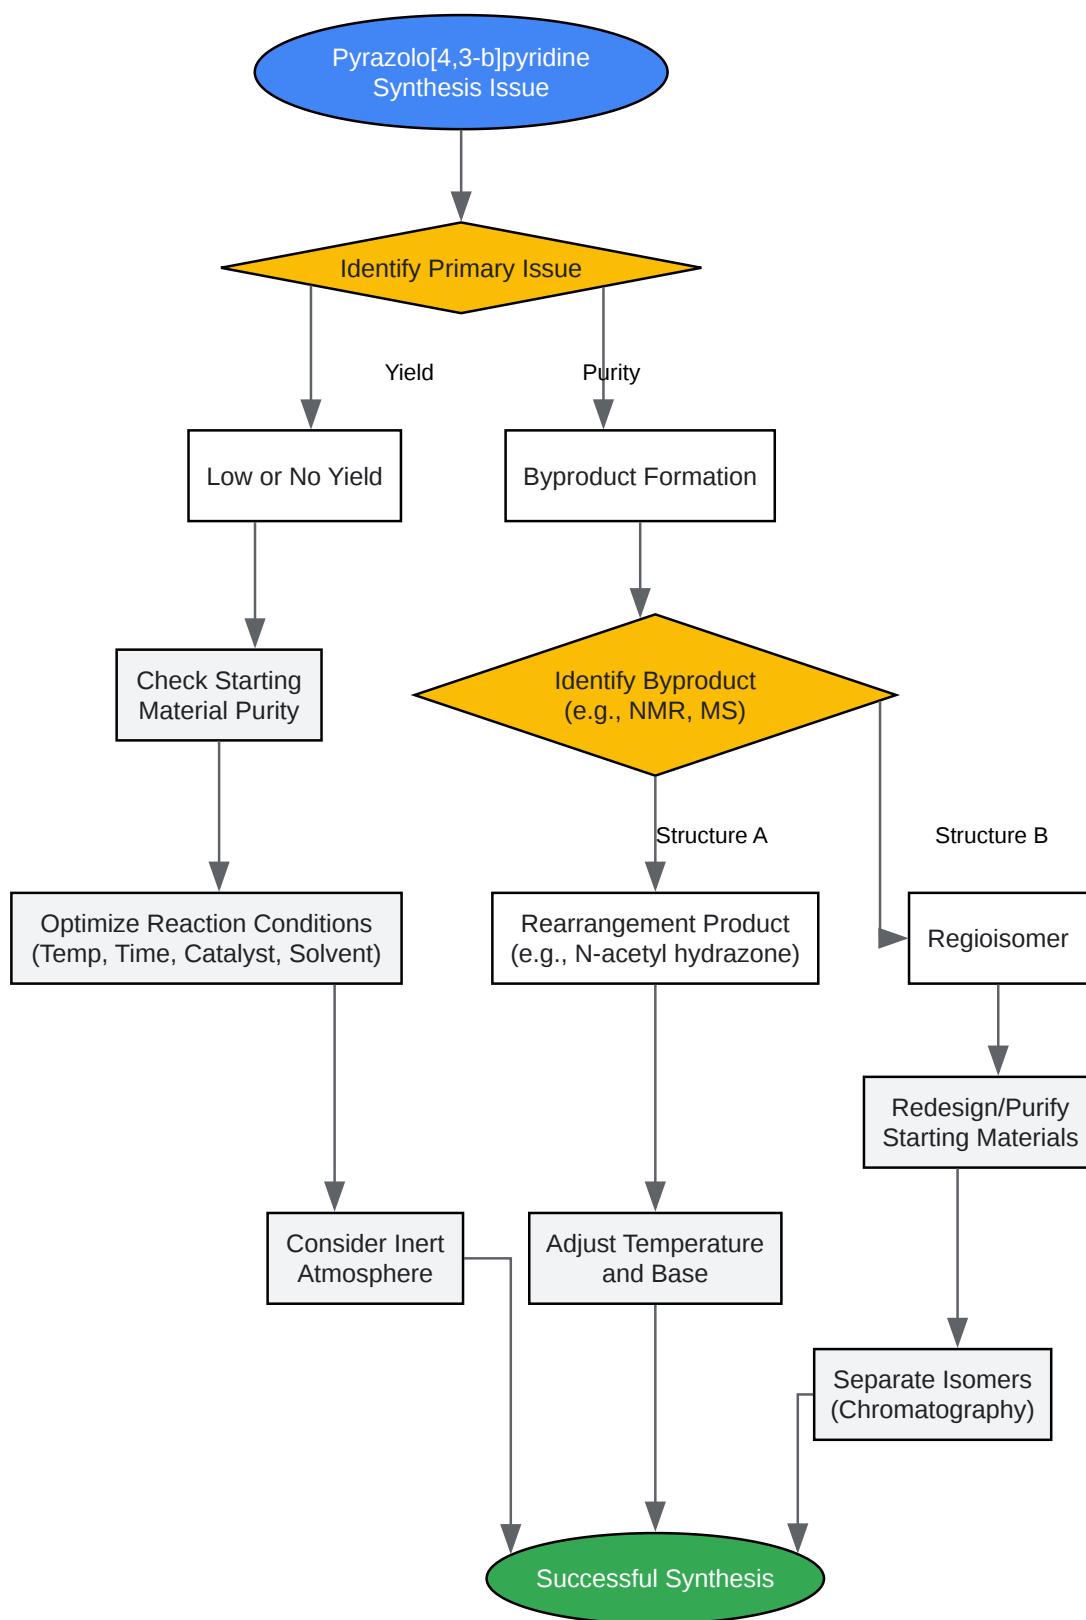 Pyrazolo[4,3-b]pyridine
Synthesis Issue
Identify Primary Issue
Yield
Purity
Low or No Yield
Byproduct Formation
Check Starting
Material Purity
Identify Byproduct
(e.g., NMR, MS)
Structure A
Structure B
Optimize Reaction Conditions
(Temp, Time, Catalyst, Solvent)
Rearrangement Product
(e.g., N-acetyl hydrazone)
Regioisomer
Redesign/Purify
Starting Materials
Consider Inert
Atmosphere
Adjust Temperature
and Base
Separate Isomers
(Chromatography)
Successful Synthesis